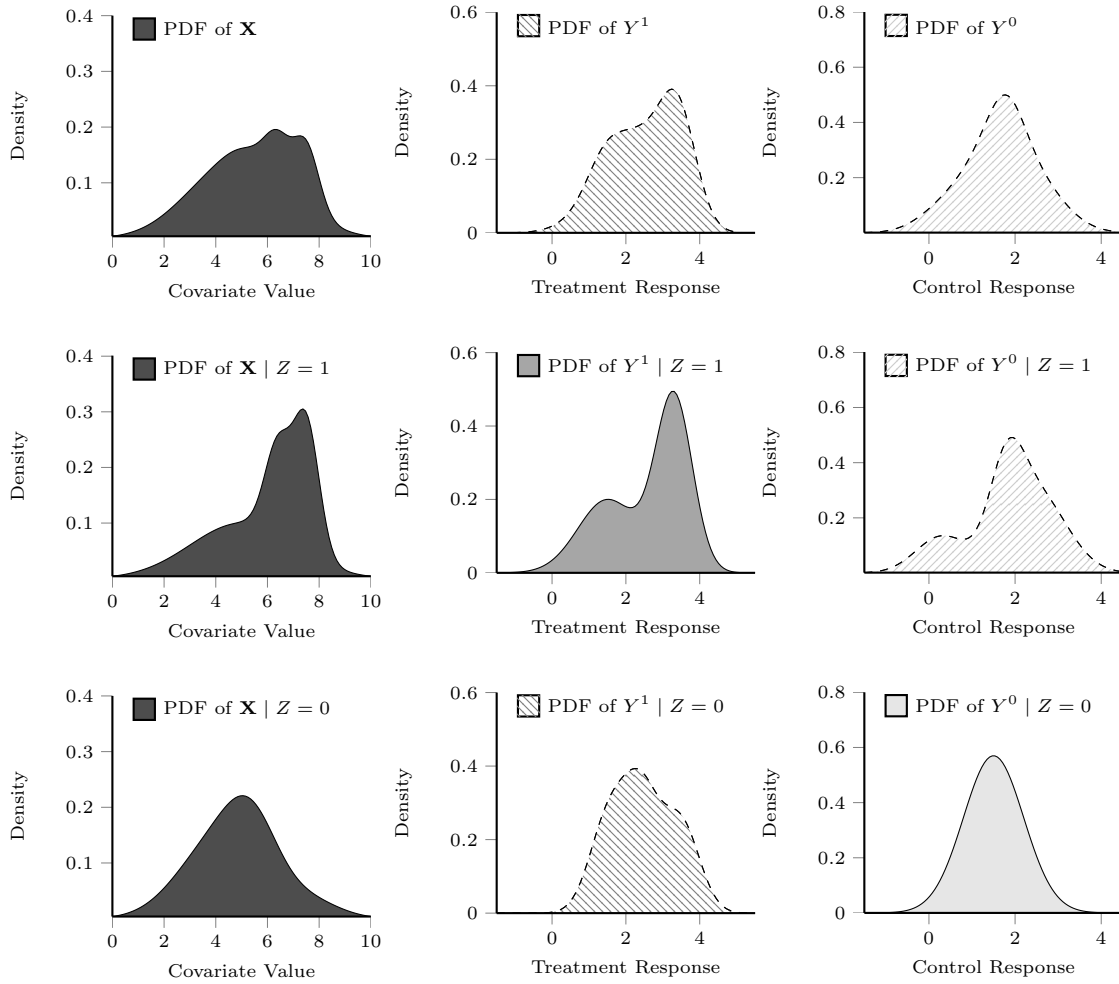 PDF of X
0.4
0.3
0.2
0.1
Density
0 2 4 6 8 10
Covariate Value
PDF of Y¹
0.6
0.4
0.2
0
Density
0 2 4
Treatment Response
PDF of Y⁰
0.8
0.6
0.4
0.2
Density
0 2 4
Control Response
PDF of X | Z = 1
0.4
0.3
0.2
0.1
Density
0 2 4 6 8 10
Covariate Value
PDF of Y¹ | Z = 1
0.6
0.4
0.2
0
Density
0 2 4
Treatment Response
PDF of Y⁰ | Z = 1
0.8
0.6
0.4
0.2
Density
0 2 4
Control Response
PDF of X | Z = 0
0.4
0.3
0.2
0.1
Density
0 2 4 6 8 10
Covariate Value
PDF of Y¹ | Z = 0
0.6
0.4
0.2
0
Density
0 2 4
Treatment Response
PDF of Y⁰ | Z = 0
0.8
0.6
0.4
0.2
0
Density
0 2 4
Control Response